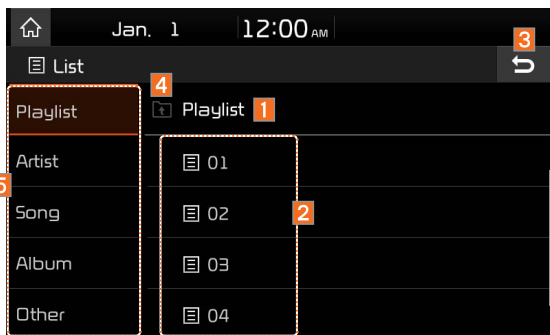 Jan. 1 12:00 AM
3
List
4
Playlist
Playlist 1
Artist
01
5
Song
02
2
Album
03
Other
04